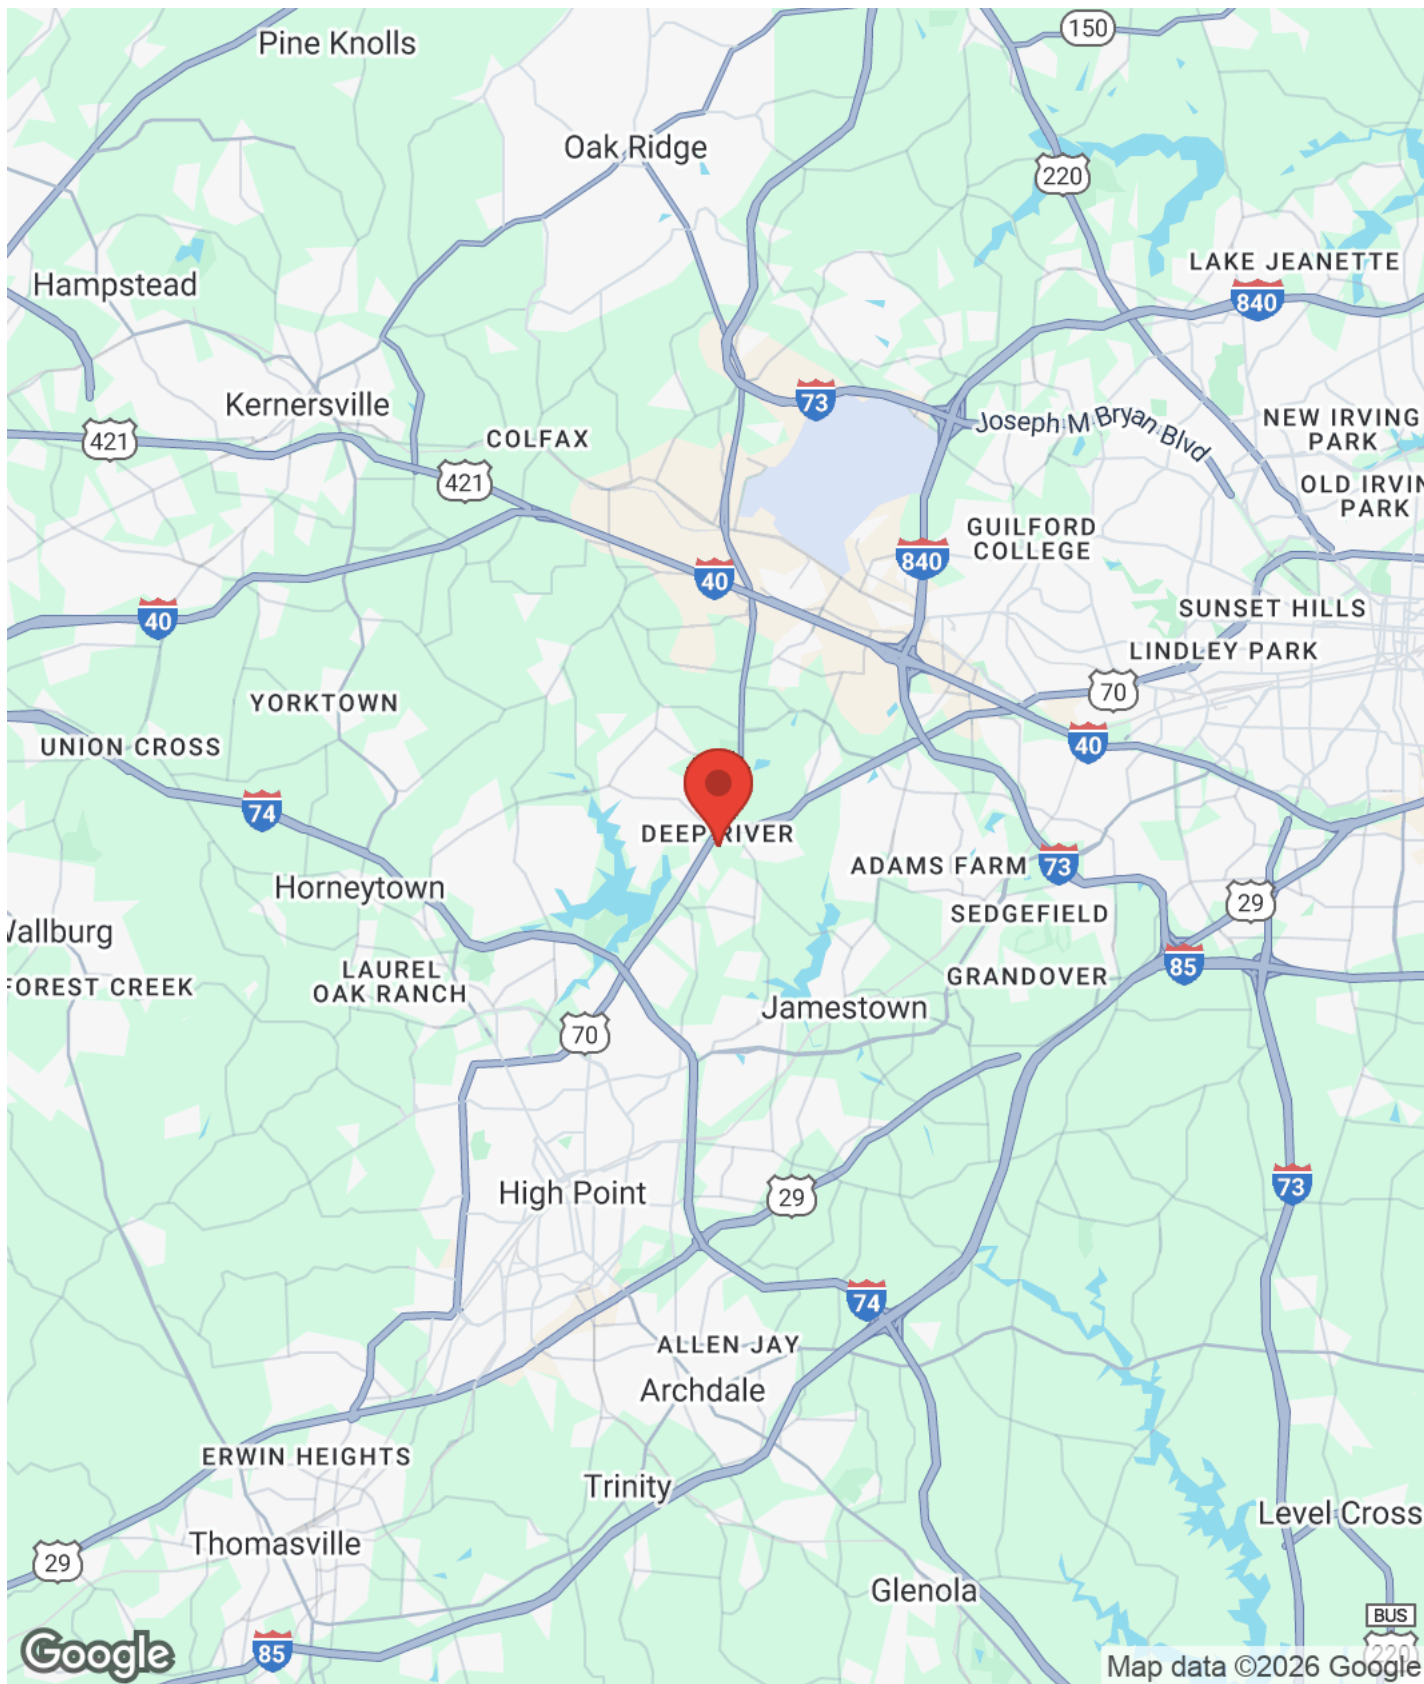 Pine Knolls
150
Oak Ridge
220
LAKE JEANETTE
Hampstead
840
73
Kernersville
Joseph M Bryan Blvd
NEW IRVING
PARK
421
COLFAX
421
OLD IRVIN
PARK
GUILFORD
COLLEGE
840
40
40
SUNSET HILLS
LINDLEY PARK
70
YORKTOWN
UNION CROSS
40
74
DEEP RIVER
ADAMS FARM
73
Horneytown
29
SEDGEFIELD
Wallburg
85
LAUREL
OAK RANCH
FOREST CREEK
GRANDOVER
Jamestown
70
High Point
29
73
74
ALLEN JAY
Archdale
ERWIN HEIGHTS
Trinity
Level Cross
Thomasville
29
Glenola
BUS
220
85
Google
Map data ©2026 Google